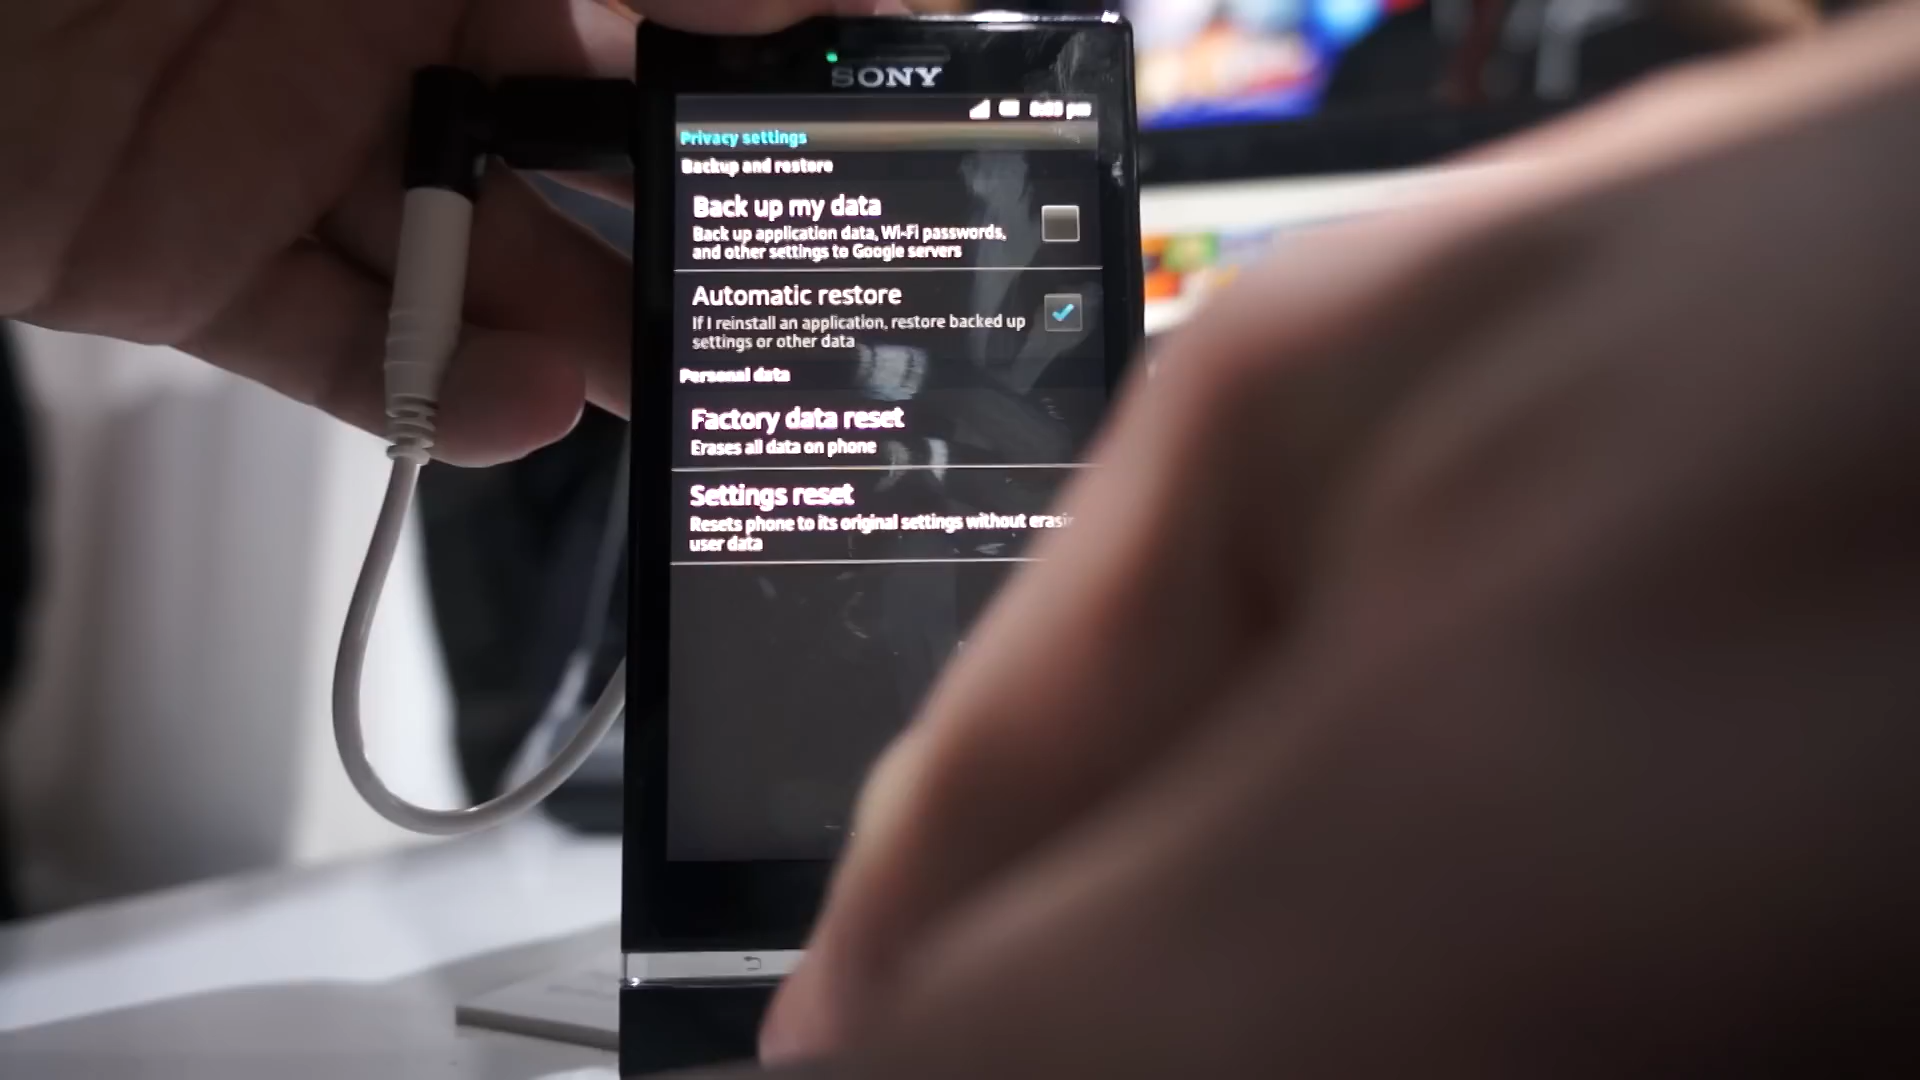 SONY
pm
Privacy settings
Backup and restore
Back up my data
Back up application data, Wi-Fi passwords,
and other settings to Google servers
Automatic restore
If I reinstall an application, restore backed up
settings or other data
Personal data
Factory data reset
Erases all data on phone
Settings reset
Resets phone to its original settings without
user data